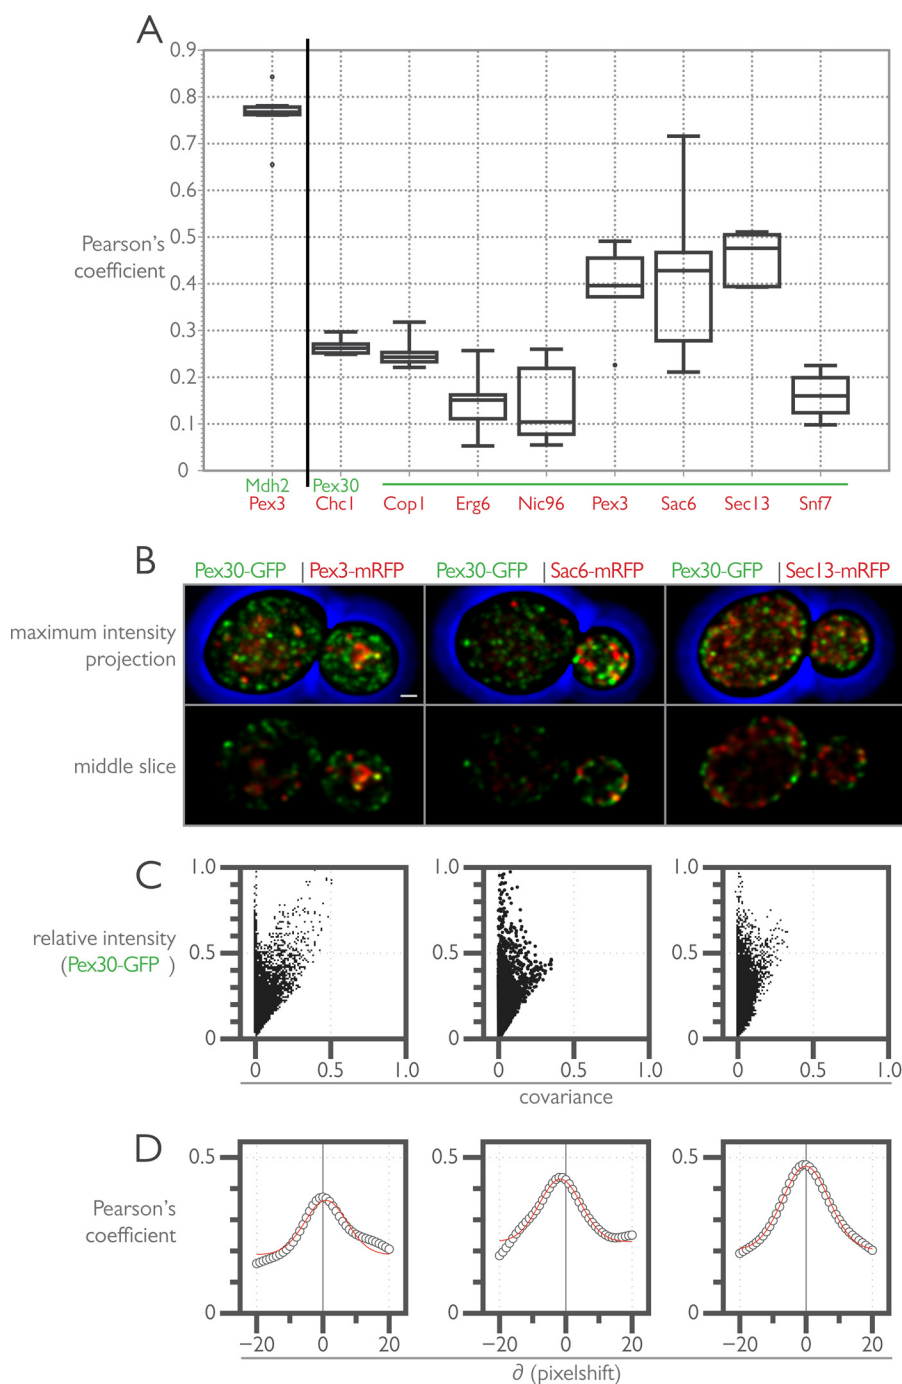 A
0.9
0.8
0.7
0.6
0.5
0.4
0.3
0.2
0.1
0
Pearson's
coefficient
Mdh2 Pex30
Pex3 Chc1 Cop1 Erg6 Nic96 Pex3 Sac6 Sec13 Snf7
B
Pex30-GFP | Pex3-mRFP Pex30-GFP | Sac6-mRFP Pex30-GFP | Sec13-mRFP
maximum intensity
projection
middle slice
C
1.0 1.0 1.0
relative intensity
(Pex30-GFP )
0.5 0.5 0.5
0 0 0
0 0.5 1.0 0 0.5 1.0 0 0.5 1.0
covariance
D
0.5 0.5 0.5
Pearson's
coefficient
0 0 0
−20 0 20 −20 0 20 −20 0 20
∂ (pixelshift)